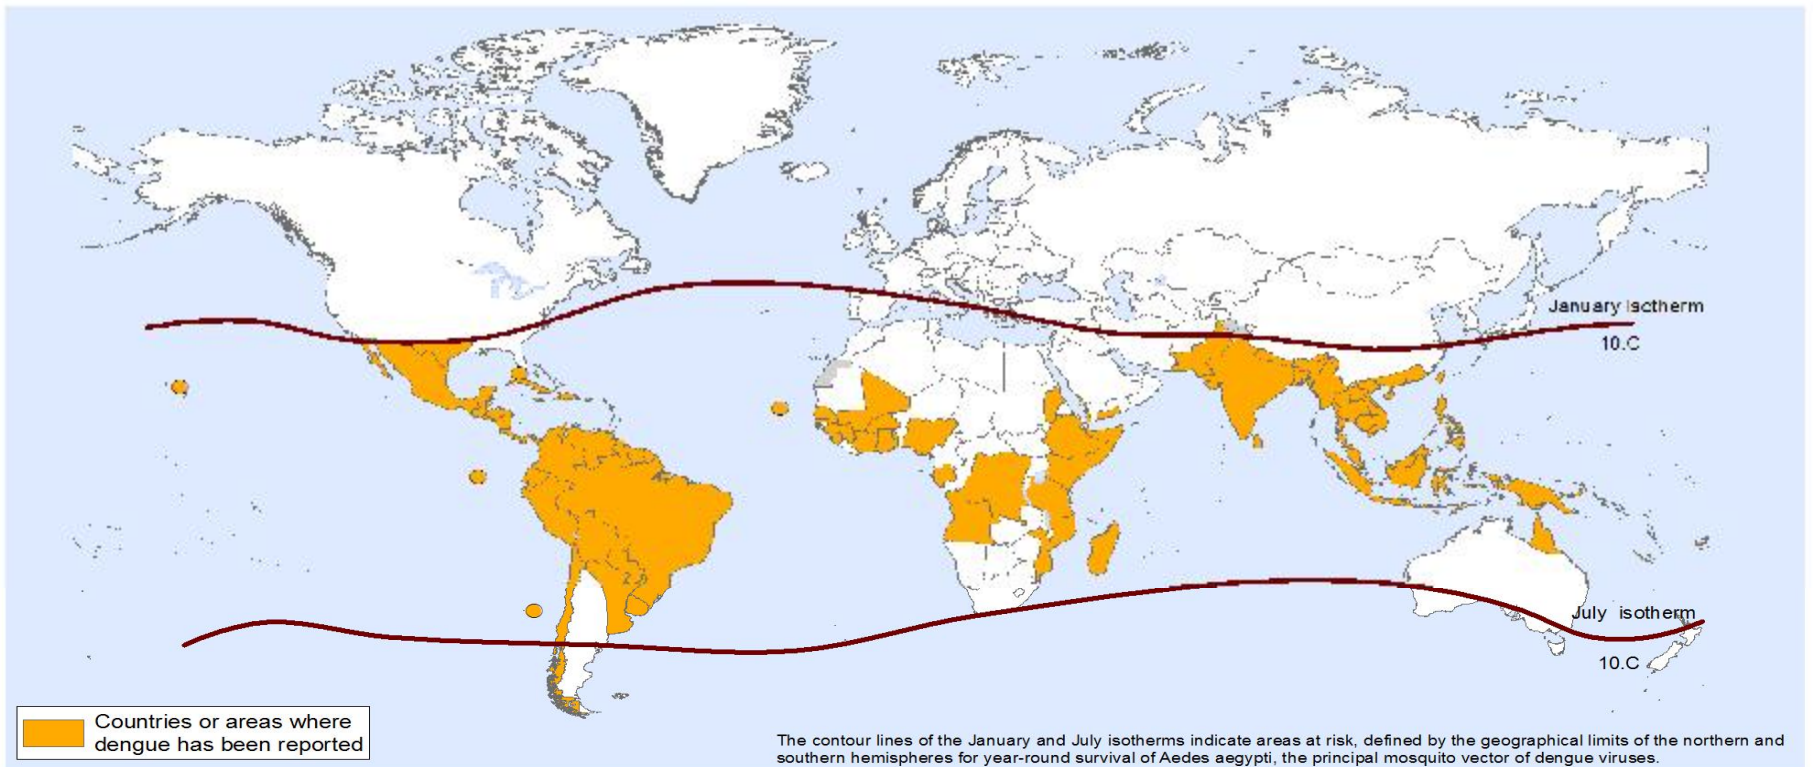 January Isctherm
10.C
July isotherm
10.C
Countries or areas where
dengue has been reported
The contour lines of the January and July isotherms indicate areas at risk, defined by the geographical limits of the northern and
southern hemispheres for year-round survival of Aedes aegypti, the principal mosquito vector of dengue viruses.